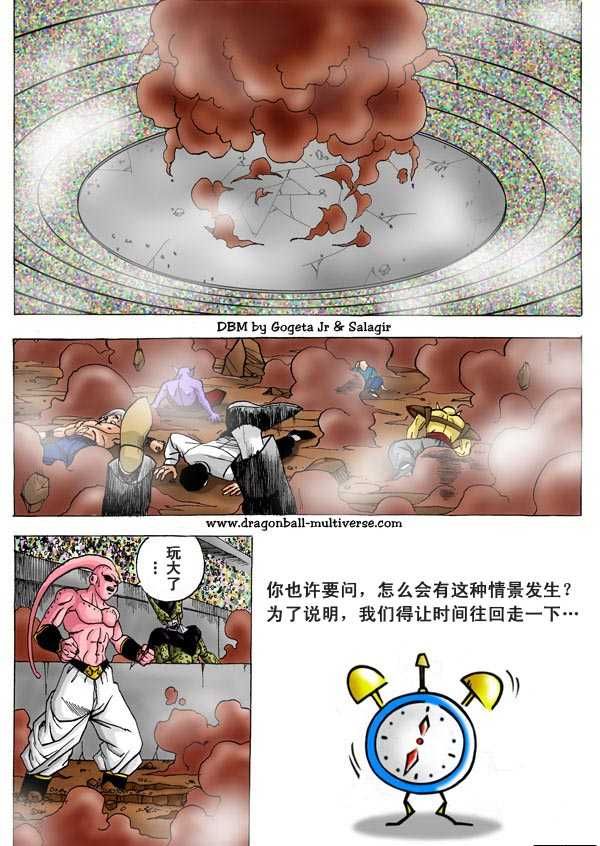 DBM by Gogeta Jr & Salagir
www.dragonball-multiverse.com
玩大了…
你也许要问，怎么会有这种情景发生？
为了说明，我们得让时间往回走一下…